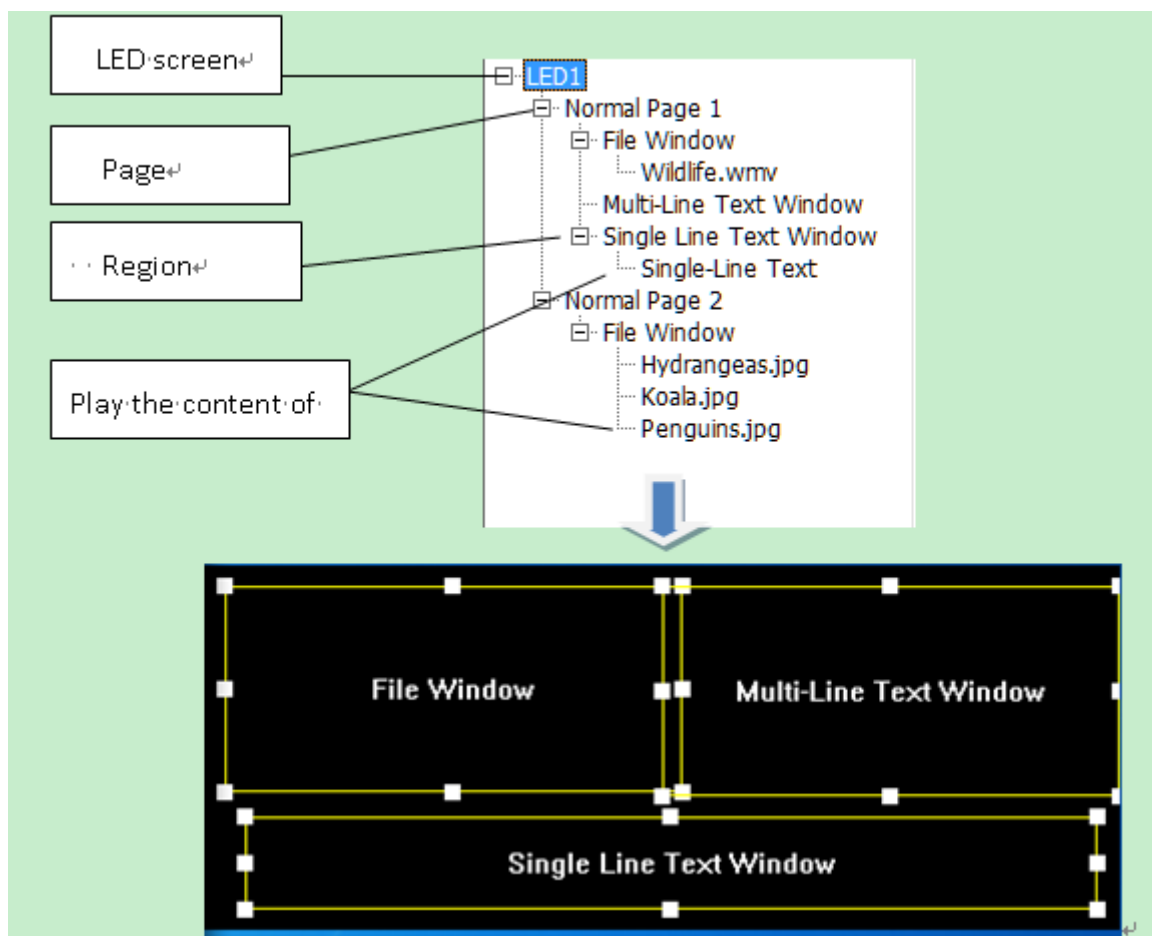 LED screen
Page
Region
Play the content of
LED1
Normal Page 1
File Window
Wildlife.wmv
Multi-Line Text Window
Single Line Text Window
Single-Line Text
Normal Page 2
File Window
Hydrangeas.jpg
Koala.jpg
Penguins.jpg
File Window
Multi-Line Text Window
Single Line Text Window